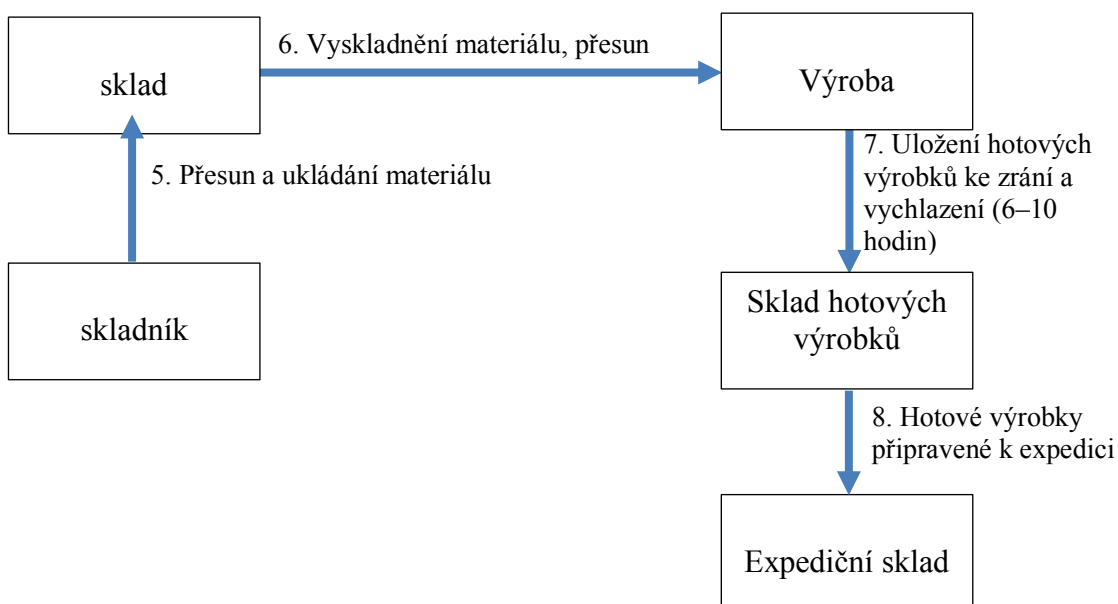 6. Vyskladnění materiálu, přesun
sklad
Výroba
5. Přesun a ukládání materiálu
7. Uložení hotových
výrobků ke zrání a
vychlazení (6–10
hodin)
skladník
Sklad hotových
výrobků
8. Hotové výrobky
připravené k expedici
Expediční sklad